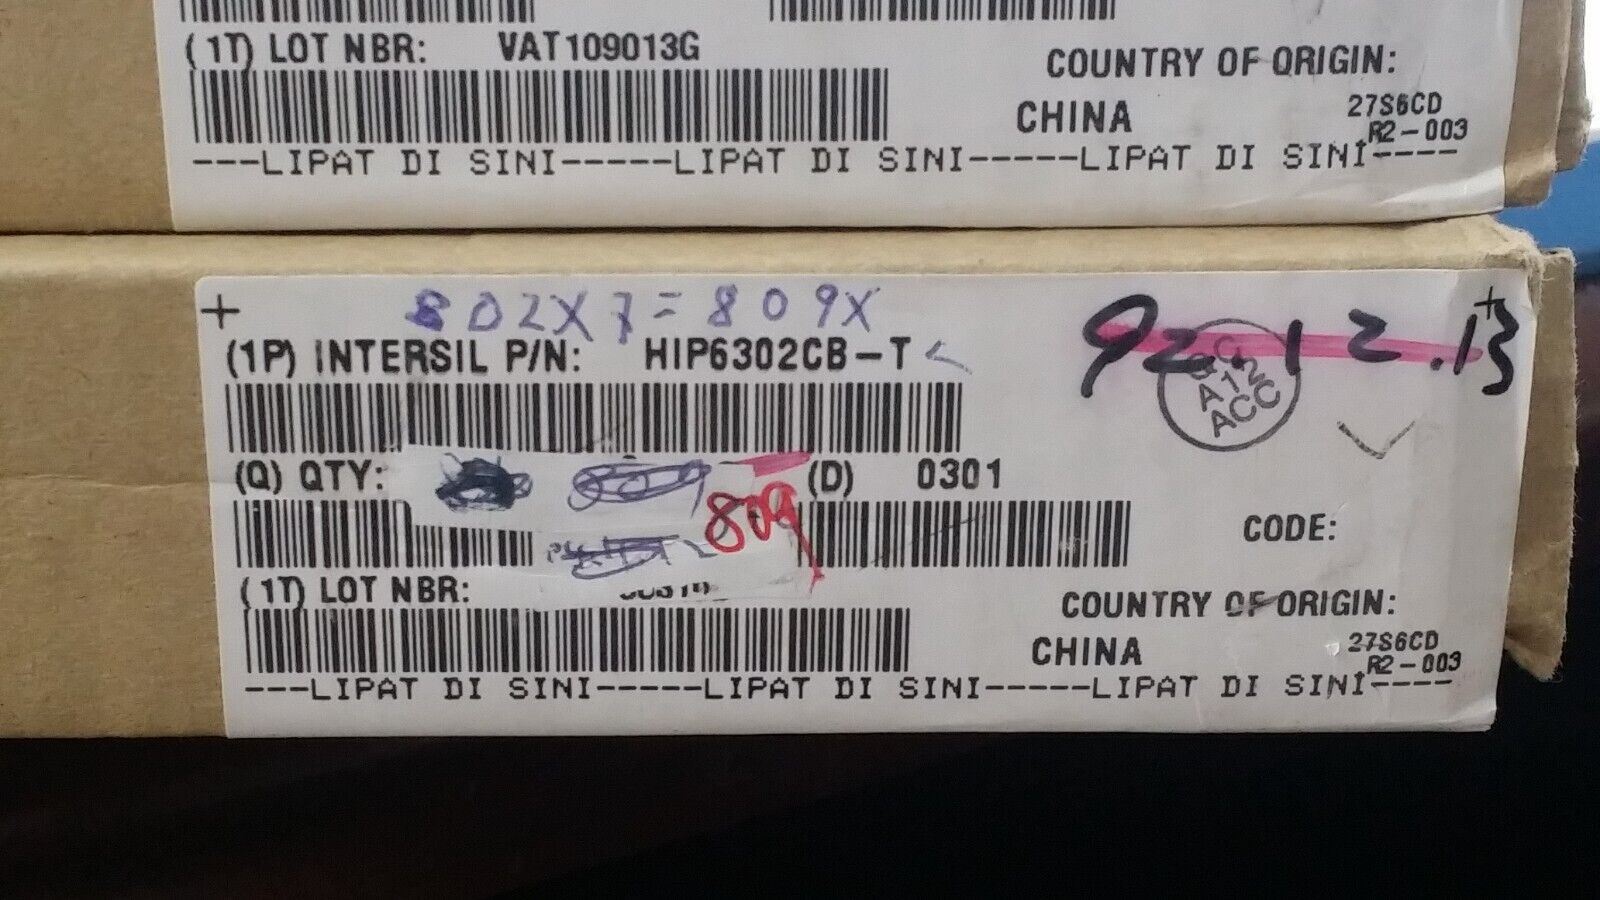 (1T) LOT NBR: VAT109013G
COUNTRY OF ORIGIN:
CHINA
27S6CD
R2-003
---LIPAT DI SINI-----LIPAT DI SINI-----LIPAT DI SINI----
802X7=809X
(1P) INTERSIL P/N: HIP6302CB-T
92.12.13
A12
ACC
(Q) QTY: 809 (D) 0301
CODE:
(1T) LOT NBR:
COUNTRY OF ORIGIN:
CHINA
27S6CD
R2-003
---LIPAT DI SINI-----LIPAT DI SINI-----LIPAT DI SINI----